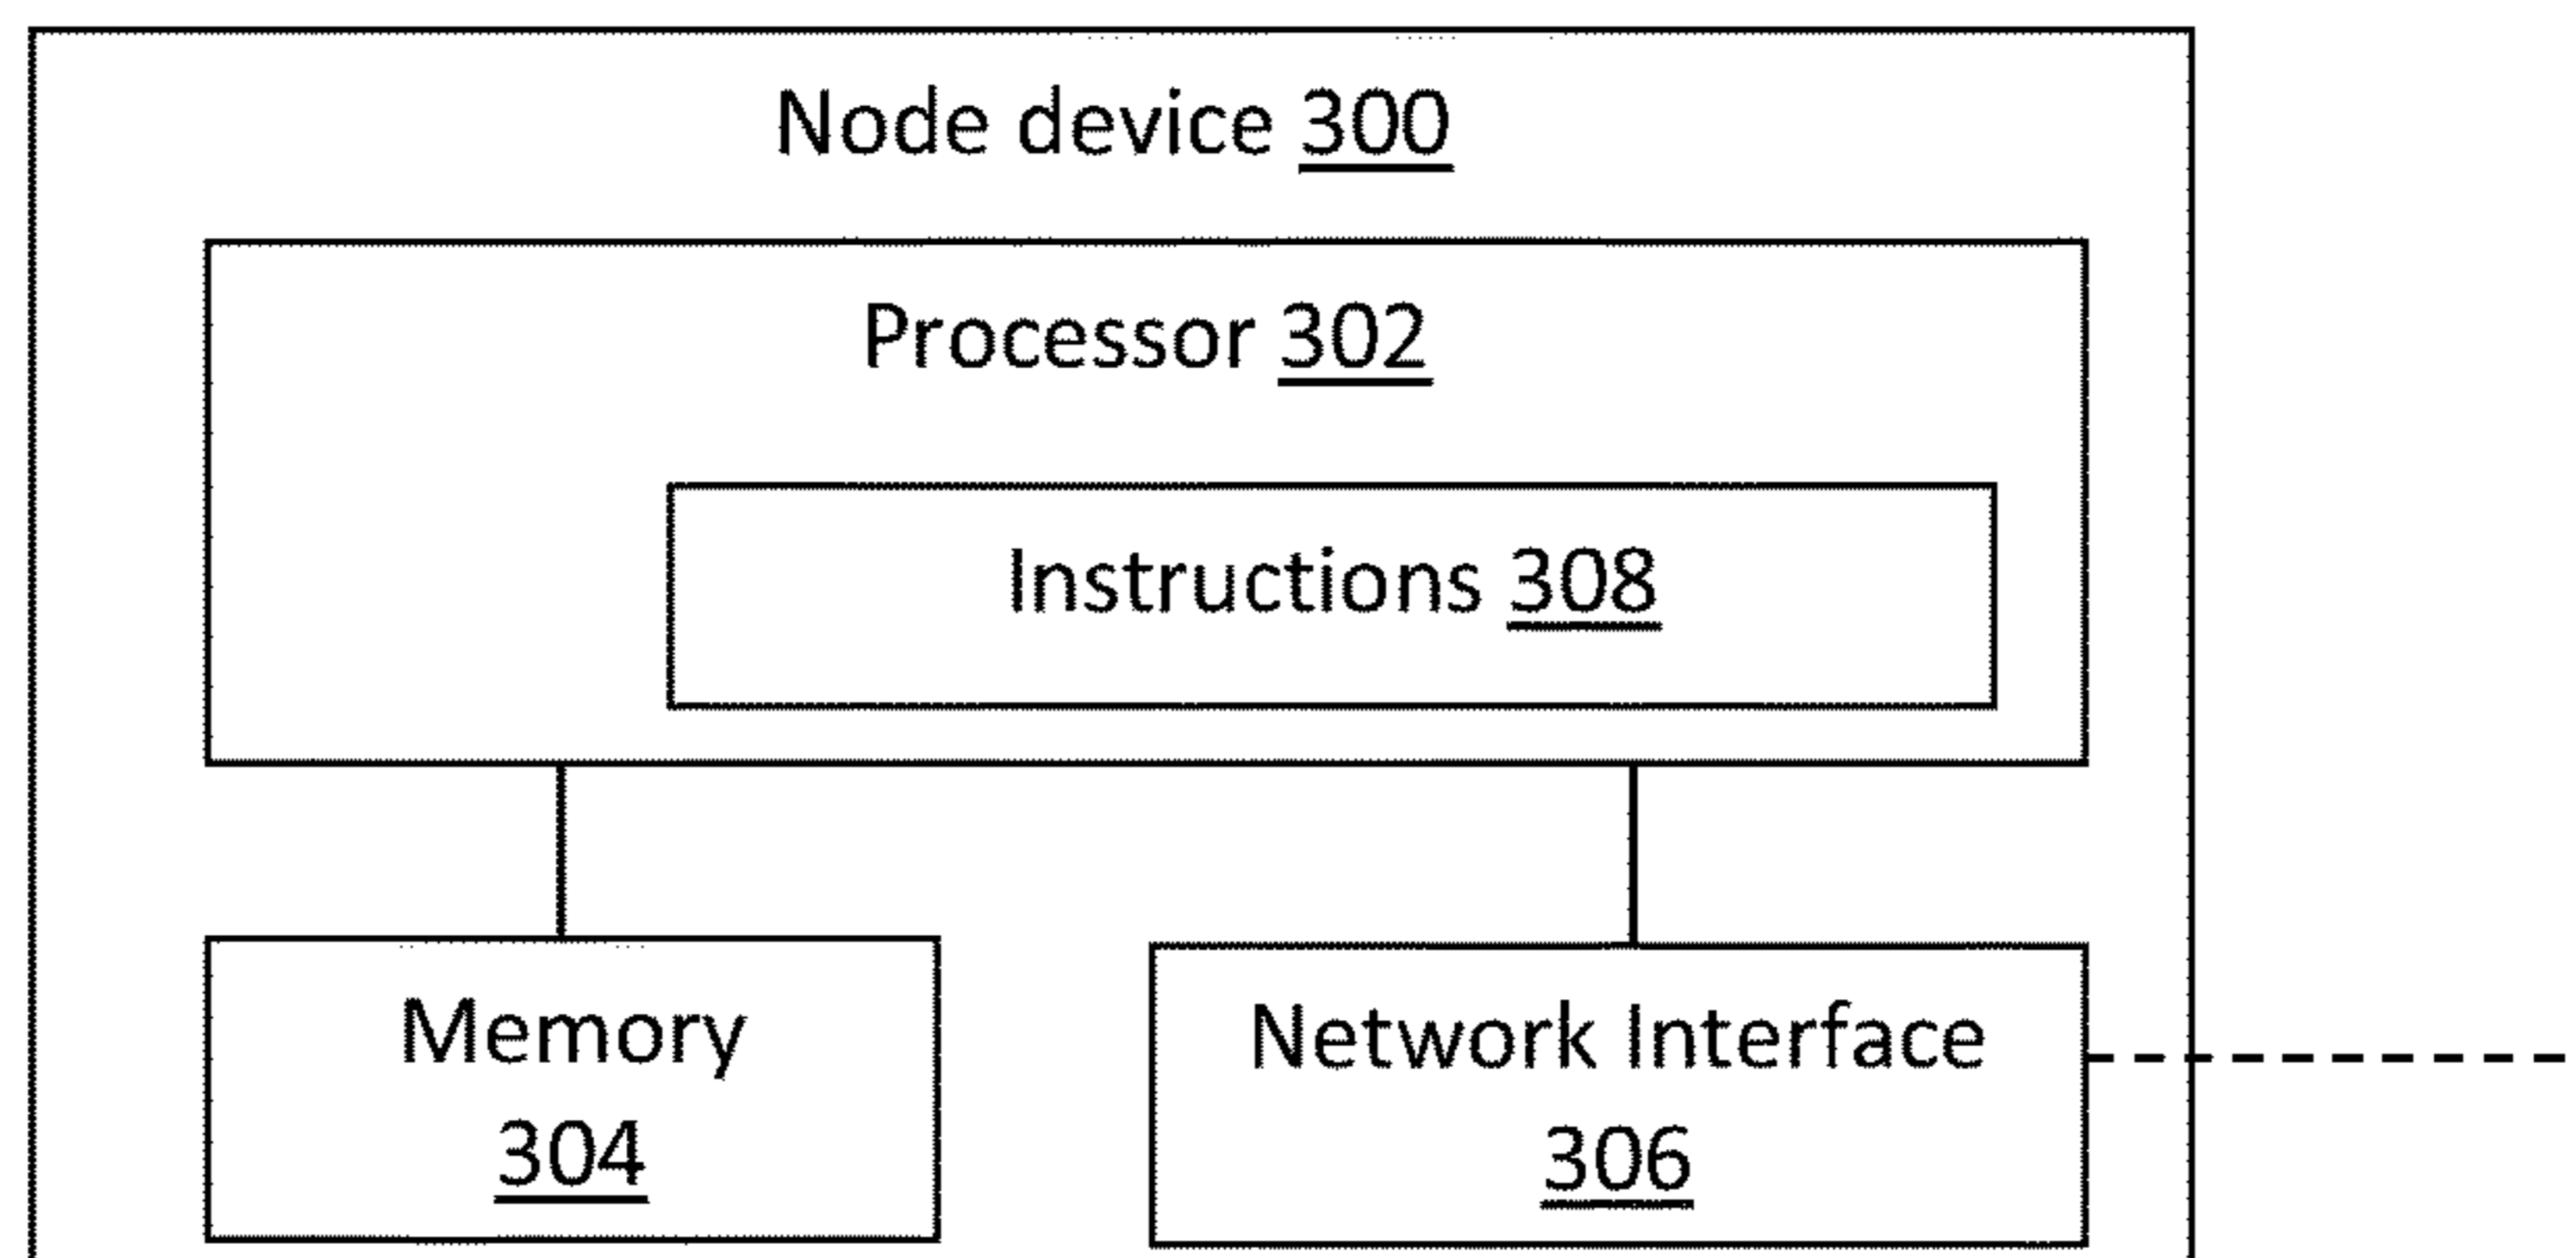 Node device 300
Processor 302
Instructions 308
Memory
304
Network Interface
306